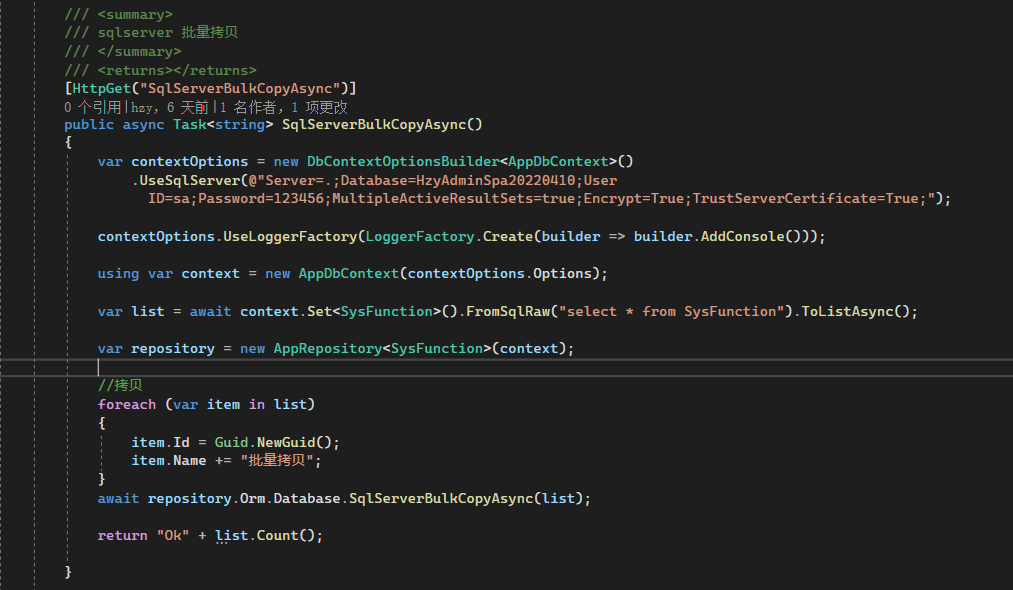 /// <summary>
/// sqlserver 批量拷贝
/// </summary>
/// <returns></returns>
[HttpGet("SqlServerBulkCopyAsync")]
0 个引用|hzy，6 天前|1 名作者，1 项更改
public async Task<string> SqlServerBulkCopyAsync()
{
var contextOptions = new DbContextOptionsBuilder<AppDbContext>()
.UseSqlServer(@"Server=.;Database=HzyAdminSpa20220410;User
ID=sa;Password=123456;MultipleActiveResultSets=true;Encrypt=True;TrustServerCertificate=True;");
contextOptions.UseLoggerFactory(LoggerFactory.Create(builder => builder.AddConsole()));
using var context = new AppDbContext(contextOptions.Options);
var list = await context.Set<SysFunction>().FromSqlRaw("select * from SysFunction").ToListAsync();
var repository = new AppRepository<SysFunction>(context);
//拷贝
foreach (var item in list)
{
item.Id = Guid.NewGuid();
item.Name += "批量拷贝";
}
await repository.Orm.Database.SqlServerBulkCopyAsync(list);
return "Ok" + list.Count();
}